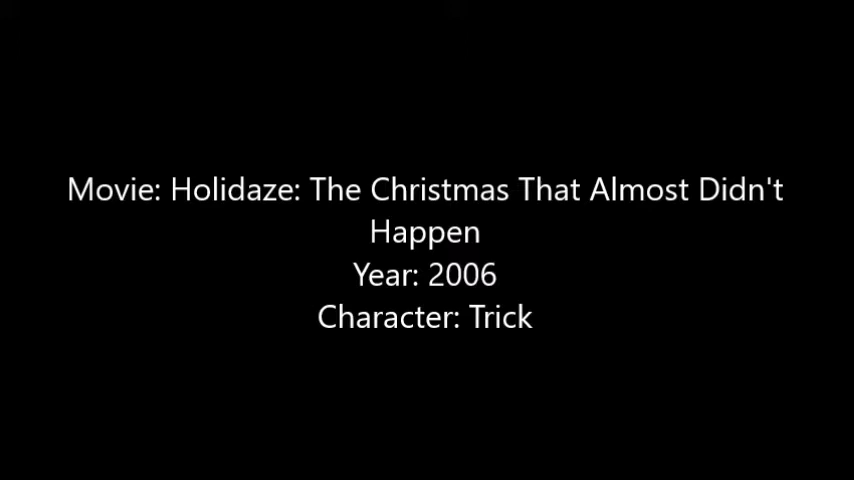 Movie: Holidaze: The Christmas That Almost Didn't
Happen
Year: 2006
Character: Trick